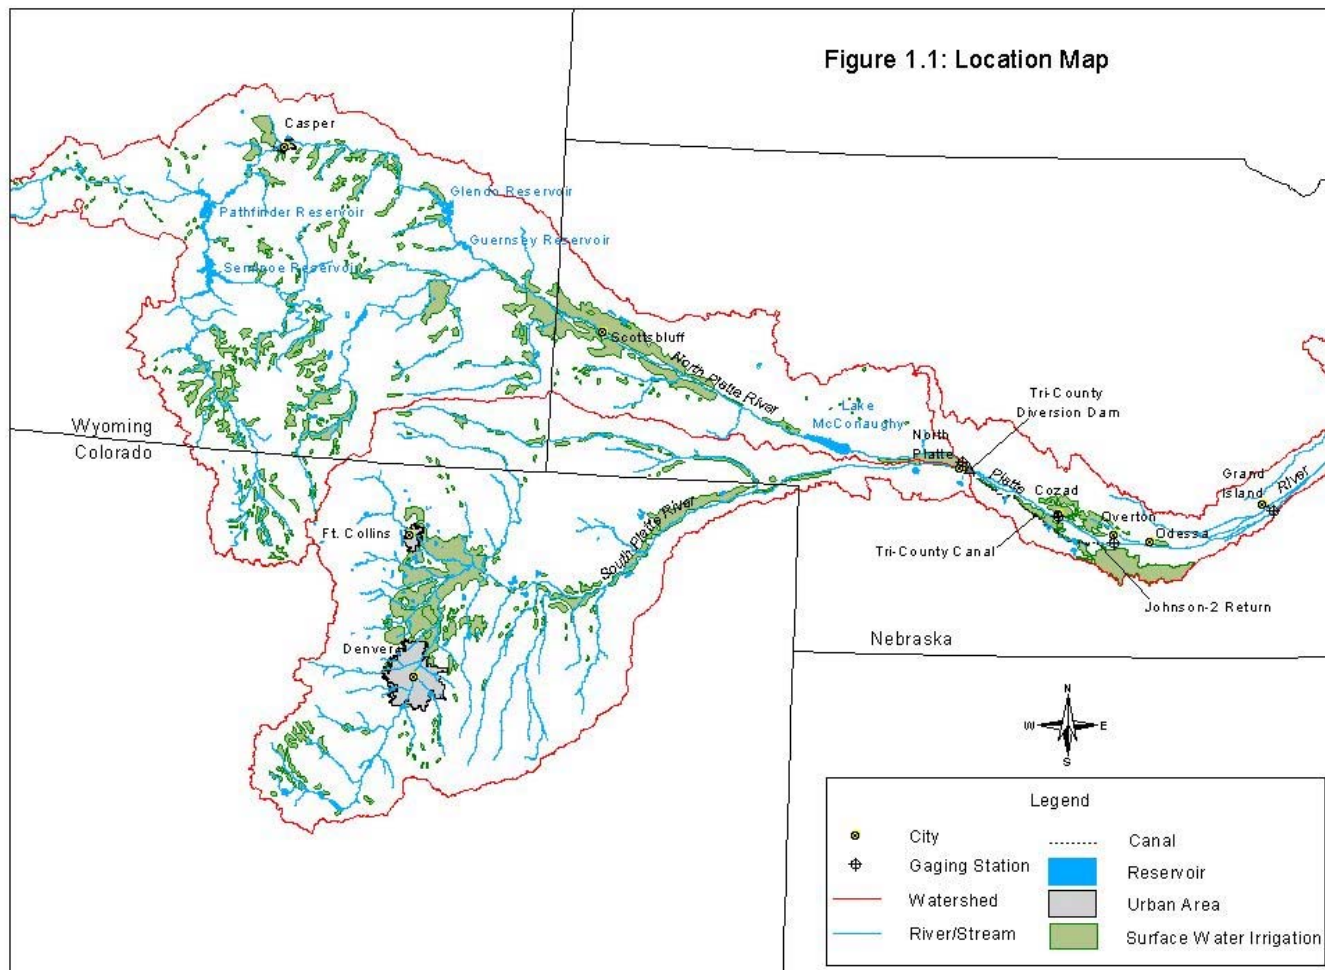 Figure 1.1: Location Map
Casper
Glendo Reservoir
Pathfinder Reservoir
Guernsey Reservoir
Seminoe Reservoir
Scottsbluff
North Platte River
Lake
McConaughy
Tri-County
Diversion Dam
Wyoming
Colorado
North
Platte
Platte
River
Grand
Island
Cozad
Overton
Odessa
Ft. Collins
South Platte River
Tri-County Canal
Johnson-2 Return
Denver
Nebraska
N
W
E
S
Legend
City
Canal
Gaging Station
Reservoir
Watershed
Urban Area
River/Stream
Surface Water Irrigation